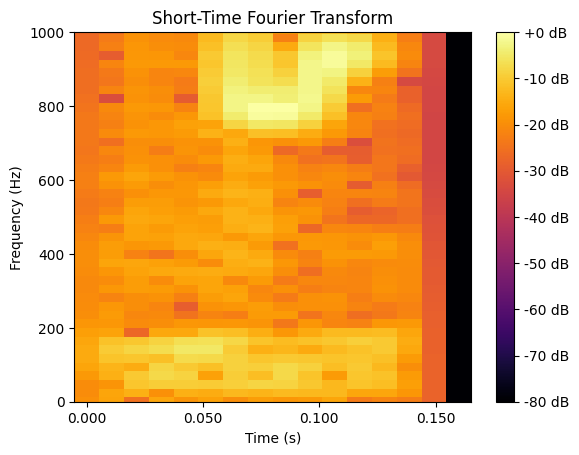 Short-Time Fourier Transform
1000
800
600
400
200
0
Frequency (Hz)
0.000
0.050
0.100
0.150
Time (s)
+0 dB
-10 dB
-20 dB
-30 dB
-40 dB
-50 dB
-60 dB
-70 dB
-80 dB